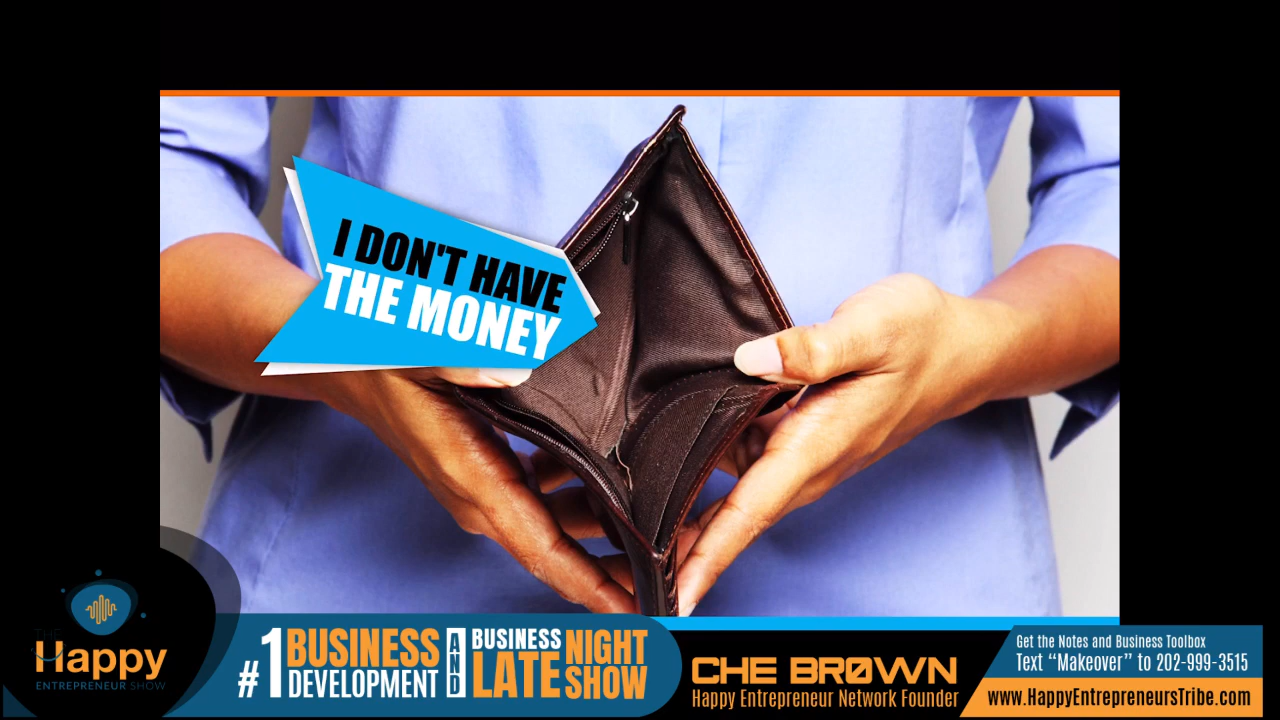 I DON'T HAVE
THE MONEY
THE
Happy
ENTREPRENEUR SHOW
#1 BUSINESS DEVELOPMENT
AND
BUSINESS LATE NIGHT SHOW
CHE BRØWN
Happy Entrepreneur Network Founder
Get the Notes and Business Toolbox
Text “Makeover” to 202-999-3515
www.HappyEntrepreneursTribe.com